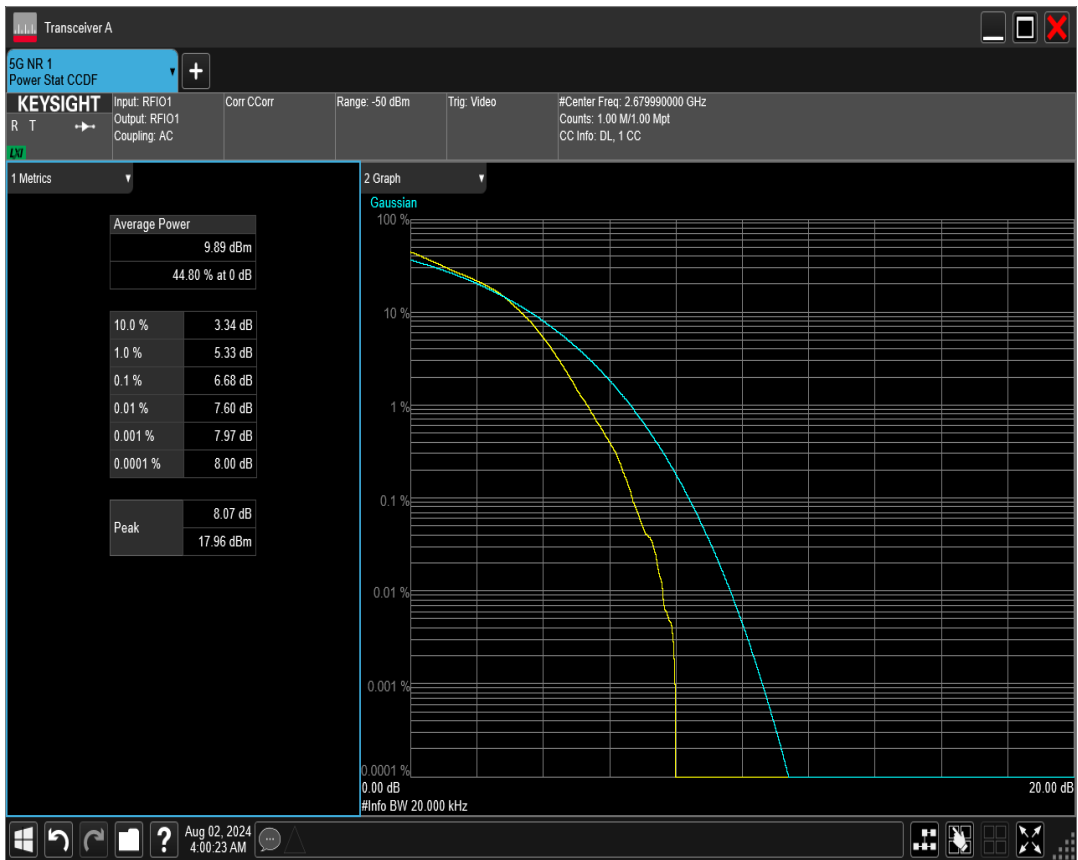 Transceiver A
5G NR 1
Power Stat CCDF
KEYSIGHT
R T
LXI
Input: RFIO1
Output: RFIO1
Coupling: AC
Corr CCorr
Range: -50 dBm
Trig: Video
#Center Freq: 2.679990000 GHz
Counts: 1.00 M/1.00 Mpt
CC Info: DL, 1 CC
1 Metrics
Average Power
9.89 dBm
44.80 % at 0 dB
10.0 % 3.34 dB
1.0 % 5.33 dB
0.1 % 6.68 dB
0.01 % 7.60 dB
0.001 % 7.97 dB
0.0001 % 8.00 dB
Peak
8.07 dB
17.96 dBm
2 Graph
Gaussian
100 %
10 %
1 %
0.1 %
0.01 %
0.001 %
0.0001 %
0.00 dB
20.00 dB
#Info BW 20.000 kHz
Aug 02, 2024
4:00:23 AM